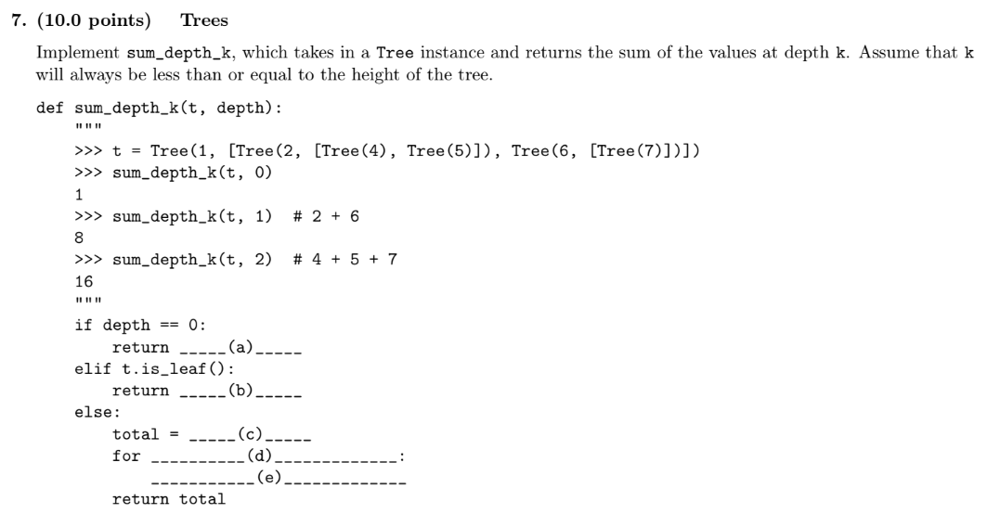 7. (10.0 points) Trees
Implement sum_depth_k, which takes in a Tree instance and returns the sum of the values at depth k. Assume that k
will always be less than or equal to the height of the tree.
def sum_depth_k(t, depth):
    """
    >>> t = Tree(1, [Tree(2, [Tree(4), Tree(5)]), Tree(6, [Tree(7)])])
    >>> sum_depth_k(t, 0)
    1
    >>> sum_depth_k(t, 1)  # 2 + 6
    8
    >>> sum_depth_k(t, 2)  # 4 + 5 + 7
    16
    """
    if depth == 0:
        return _____(a)_____
    elif t.is_leaf():
        return _____(b)_____
    else:
        total = _____(c)_____
        for __________(d)_____________:
            ___________(e)_____________
        return total